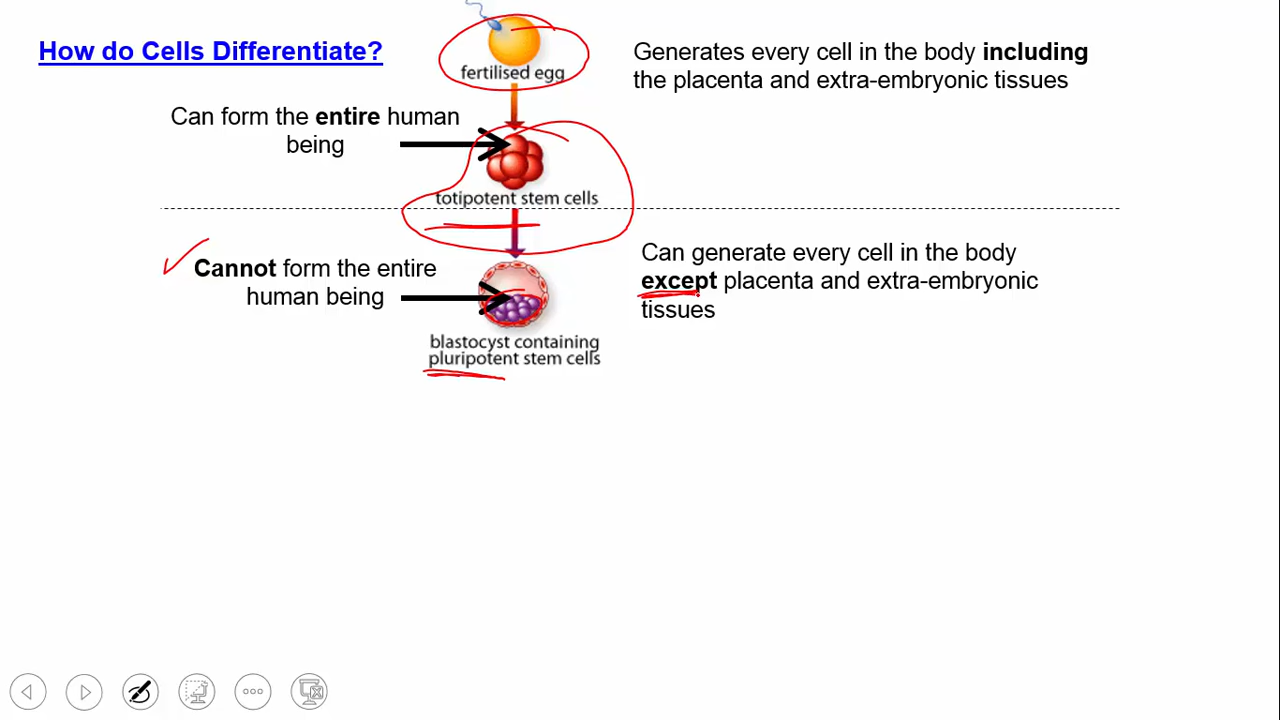 How do Cells Differentiate?
fertilised egg
Generates every cell in the body including
the placenta and extra-embryonic tissues
Can form the entire human
being
totipotent stem cells
Cannot form the entire
human being
Can generate every cell in the body
except placenta and extra-embryonic
tissues
blastocyst containing
pluripotent stem cells